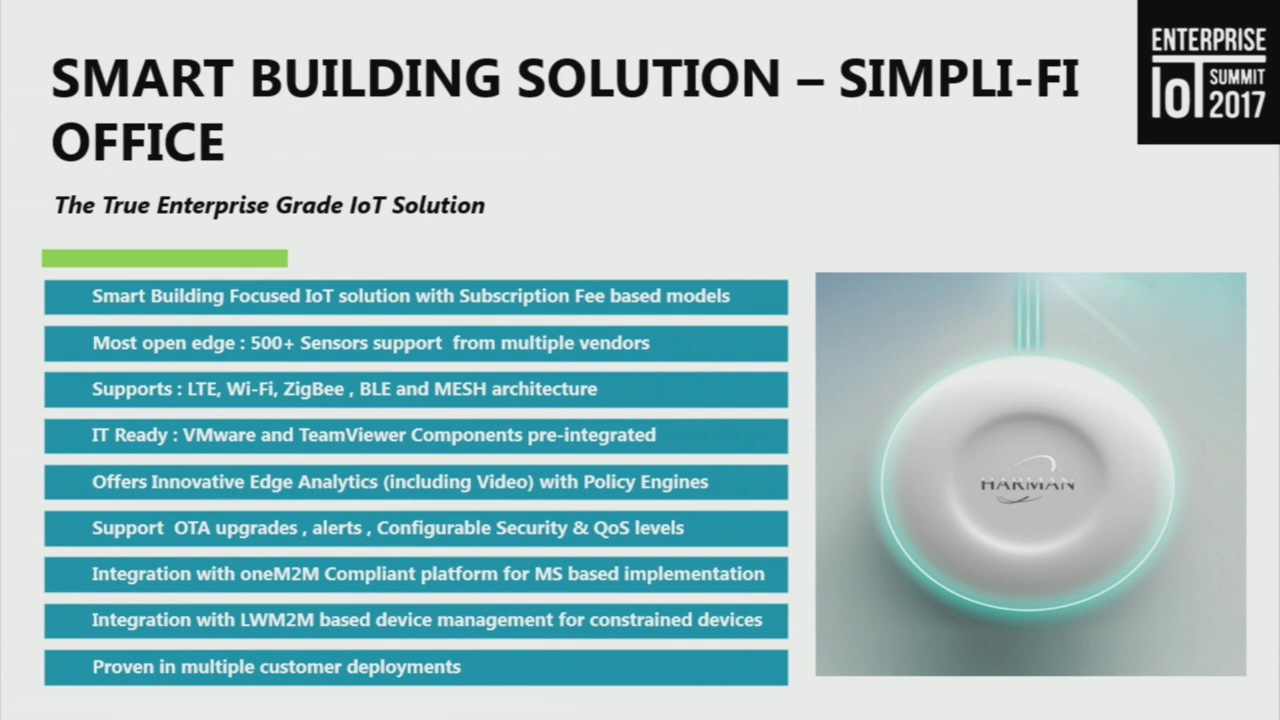 SMART BUILDING SOLUTION – SIMPLI-FI
OFFICE
ENTERPRISE
IoT SUMMIT
2017
The True Enterprise Grade IoT Solution
Smart Building Focused IoT solution with Subscription Fee based models
Most open edge : 500+ Sensors support  from multiple vendors
Supports : LTE, Wi-Fi, ZigBee , BLE and MESH architecture
IT Ready : VMware and TeamViewer Components pre-integrated
Offers Innovative Edge Analytics (including Video) with Policy Engines
Support  OTA upgrades , alerts , Configurable Security & QoS levels
Integration with oneM2M Compliant platform for MS based implementation
Integration with LWM2M based device management for constrained devices
Proven in multiple customer deployments
HARMAN